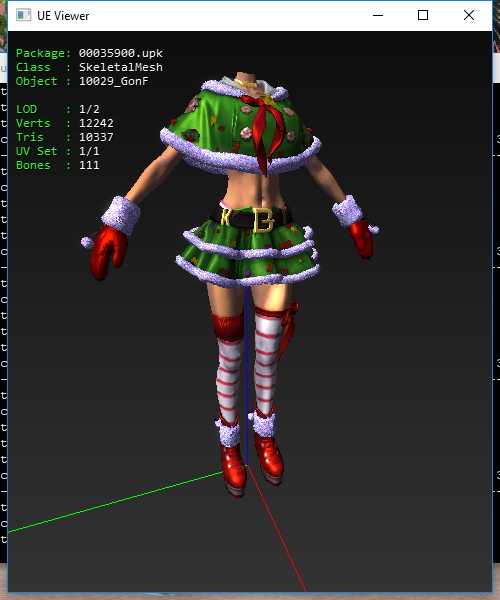 UE Viewer
Package: 00035900.upk
Class : SkeletalMesh
Object : 10029_GonF
LOD : 1/2
Verts : 12242
Tris : 10337
UV Set : 1/1
Bones : 111
K B